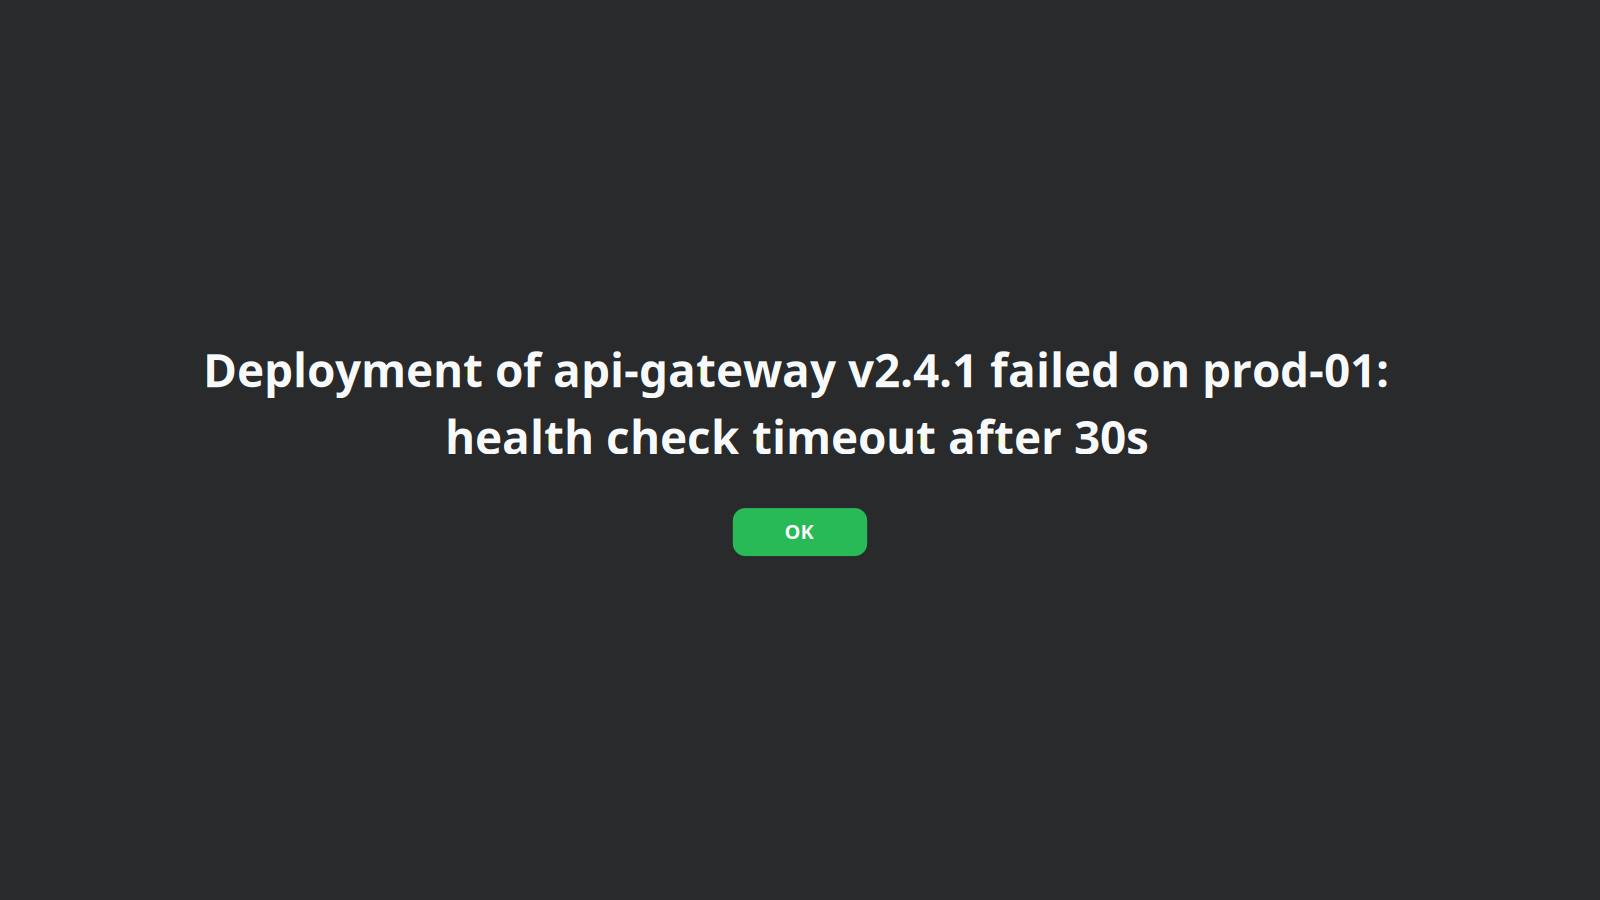 Deployment of api-gateway v2.4.1 failed on prod-01:
health check timeout after 30s
OK